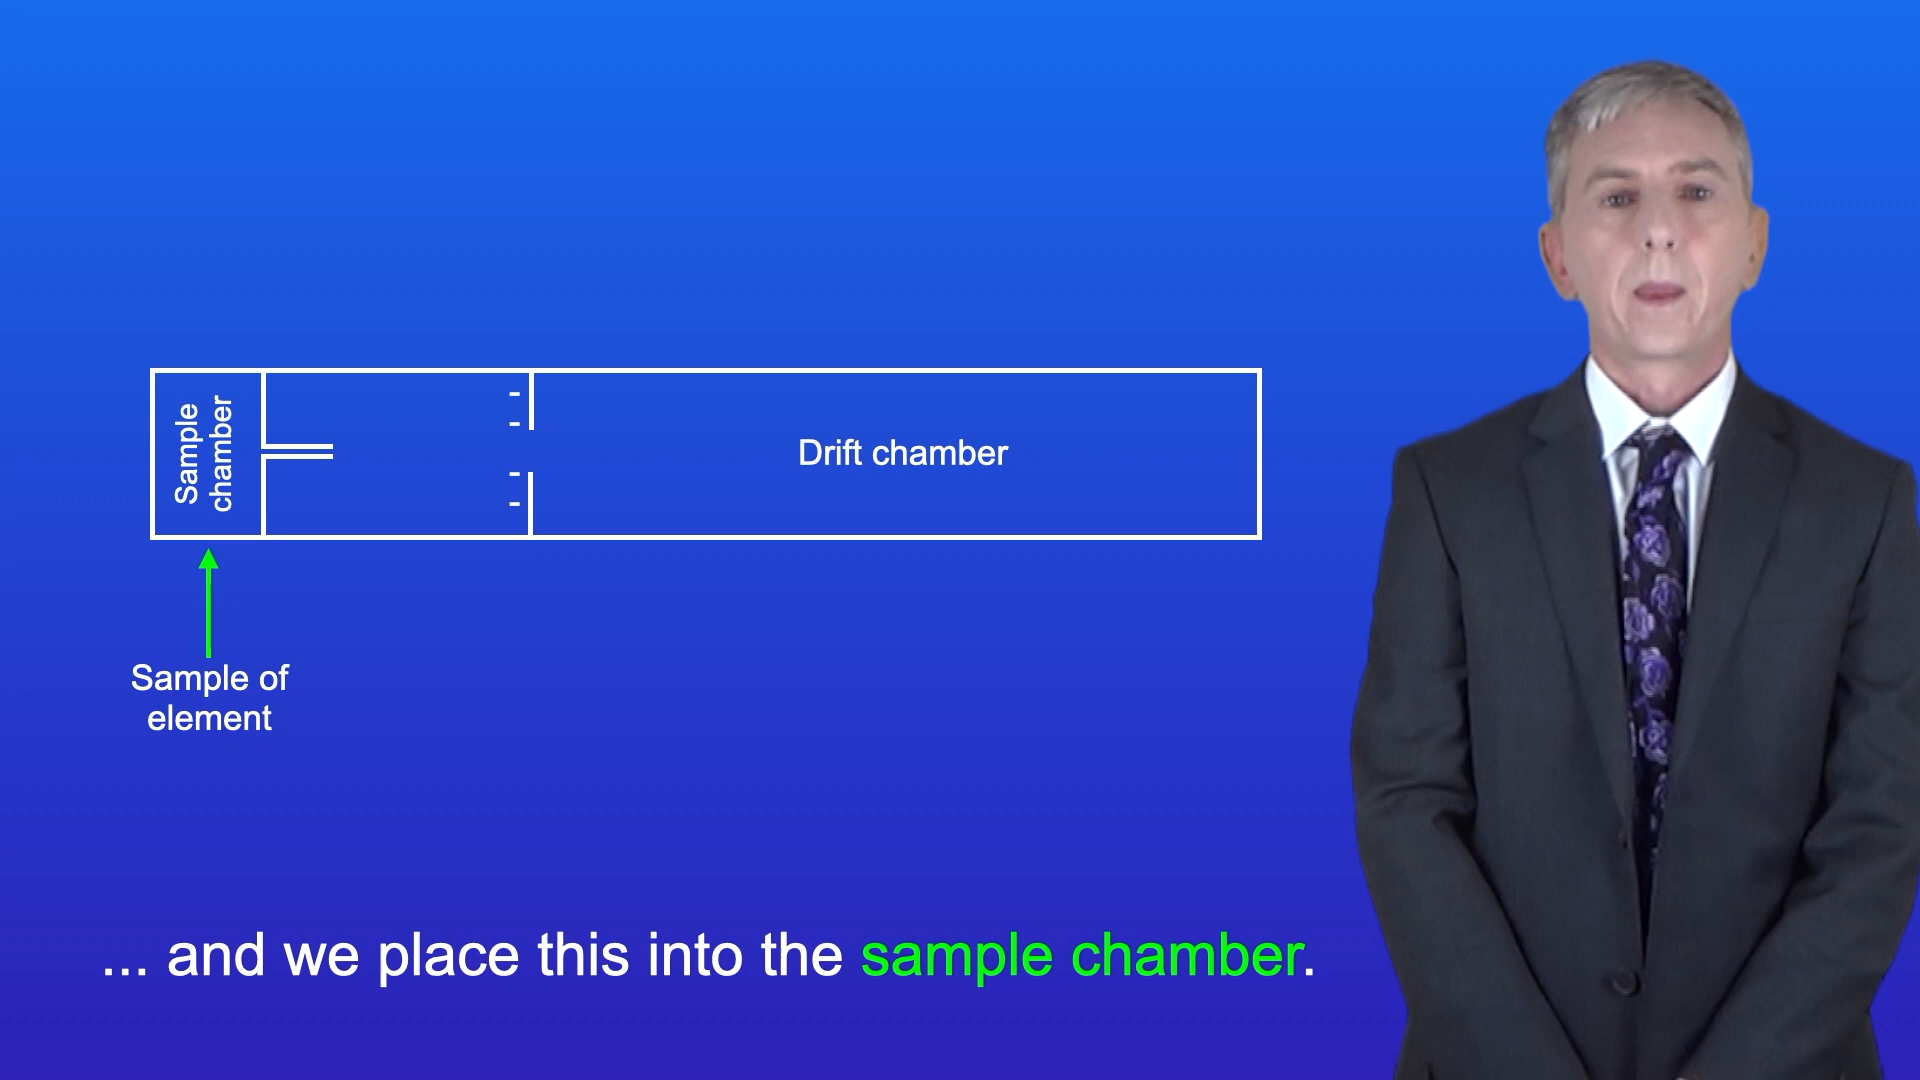 Sample
chamber
-
-
-
-
Drift chamber
Sample of
element
... and we place this into the sample chamber.